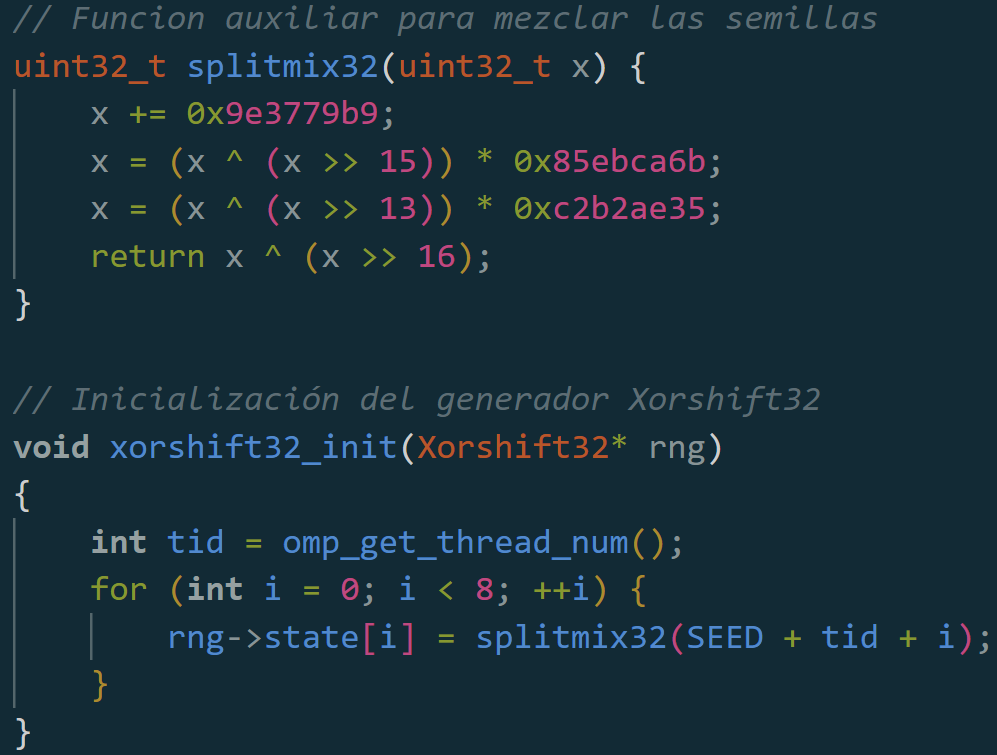 // Funcion auxiliar para mezclar las semillas
uint32_t splitmix32(uint32_t x) {
    x += 0x9e3779b9;
    x = (x ^ (x >> 15)) * 0x85ebca6b;
    x = (x ^ (x >> 13)) * 0xc2b2ae35;
    return x ^ (x >> 16);
}

// Inicialización del generador Xorshift32
void xorshift32_init(Xorshift32* rng)
{
    int tid = omp_get_thread_num();
    for (int i = 0; i < 8; ++i) {
        rng->state[i] = splitmix32(SEED + tid + i);
    }
}